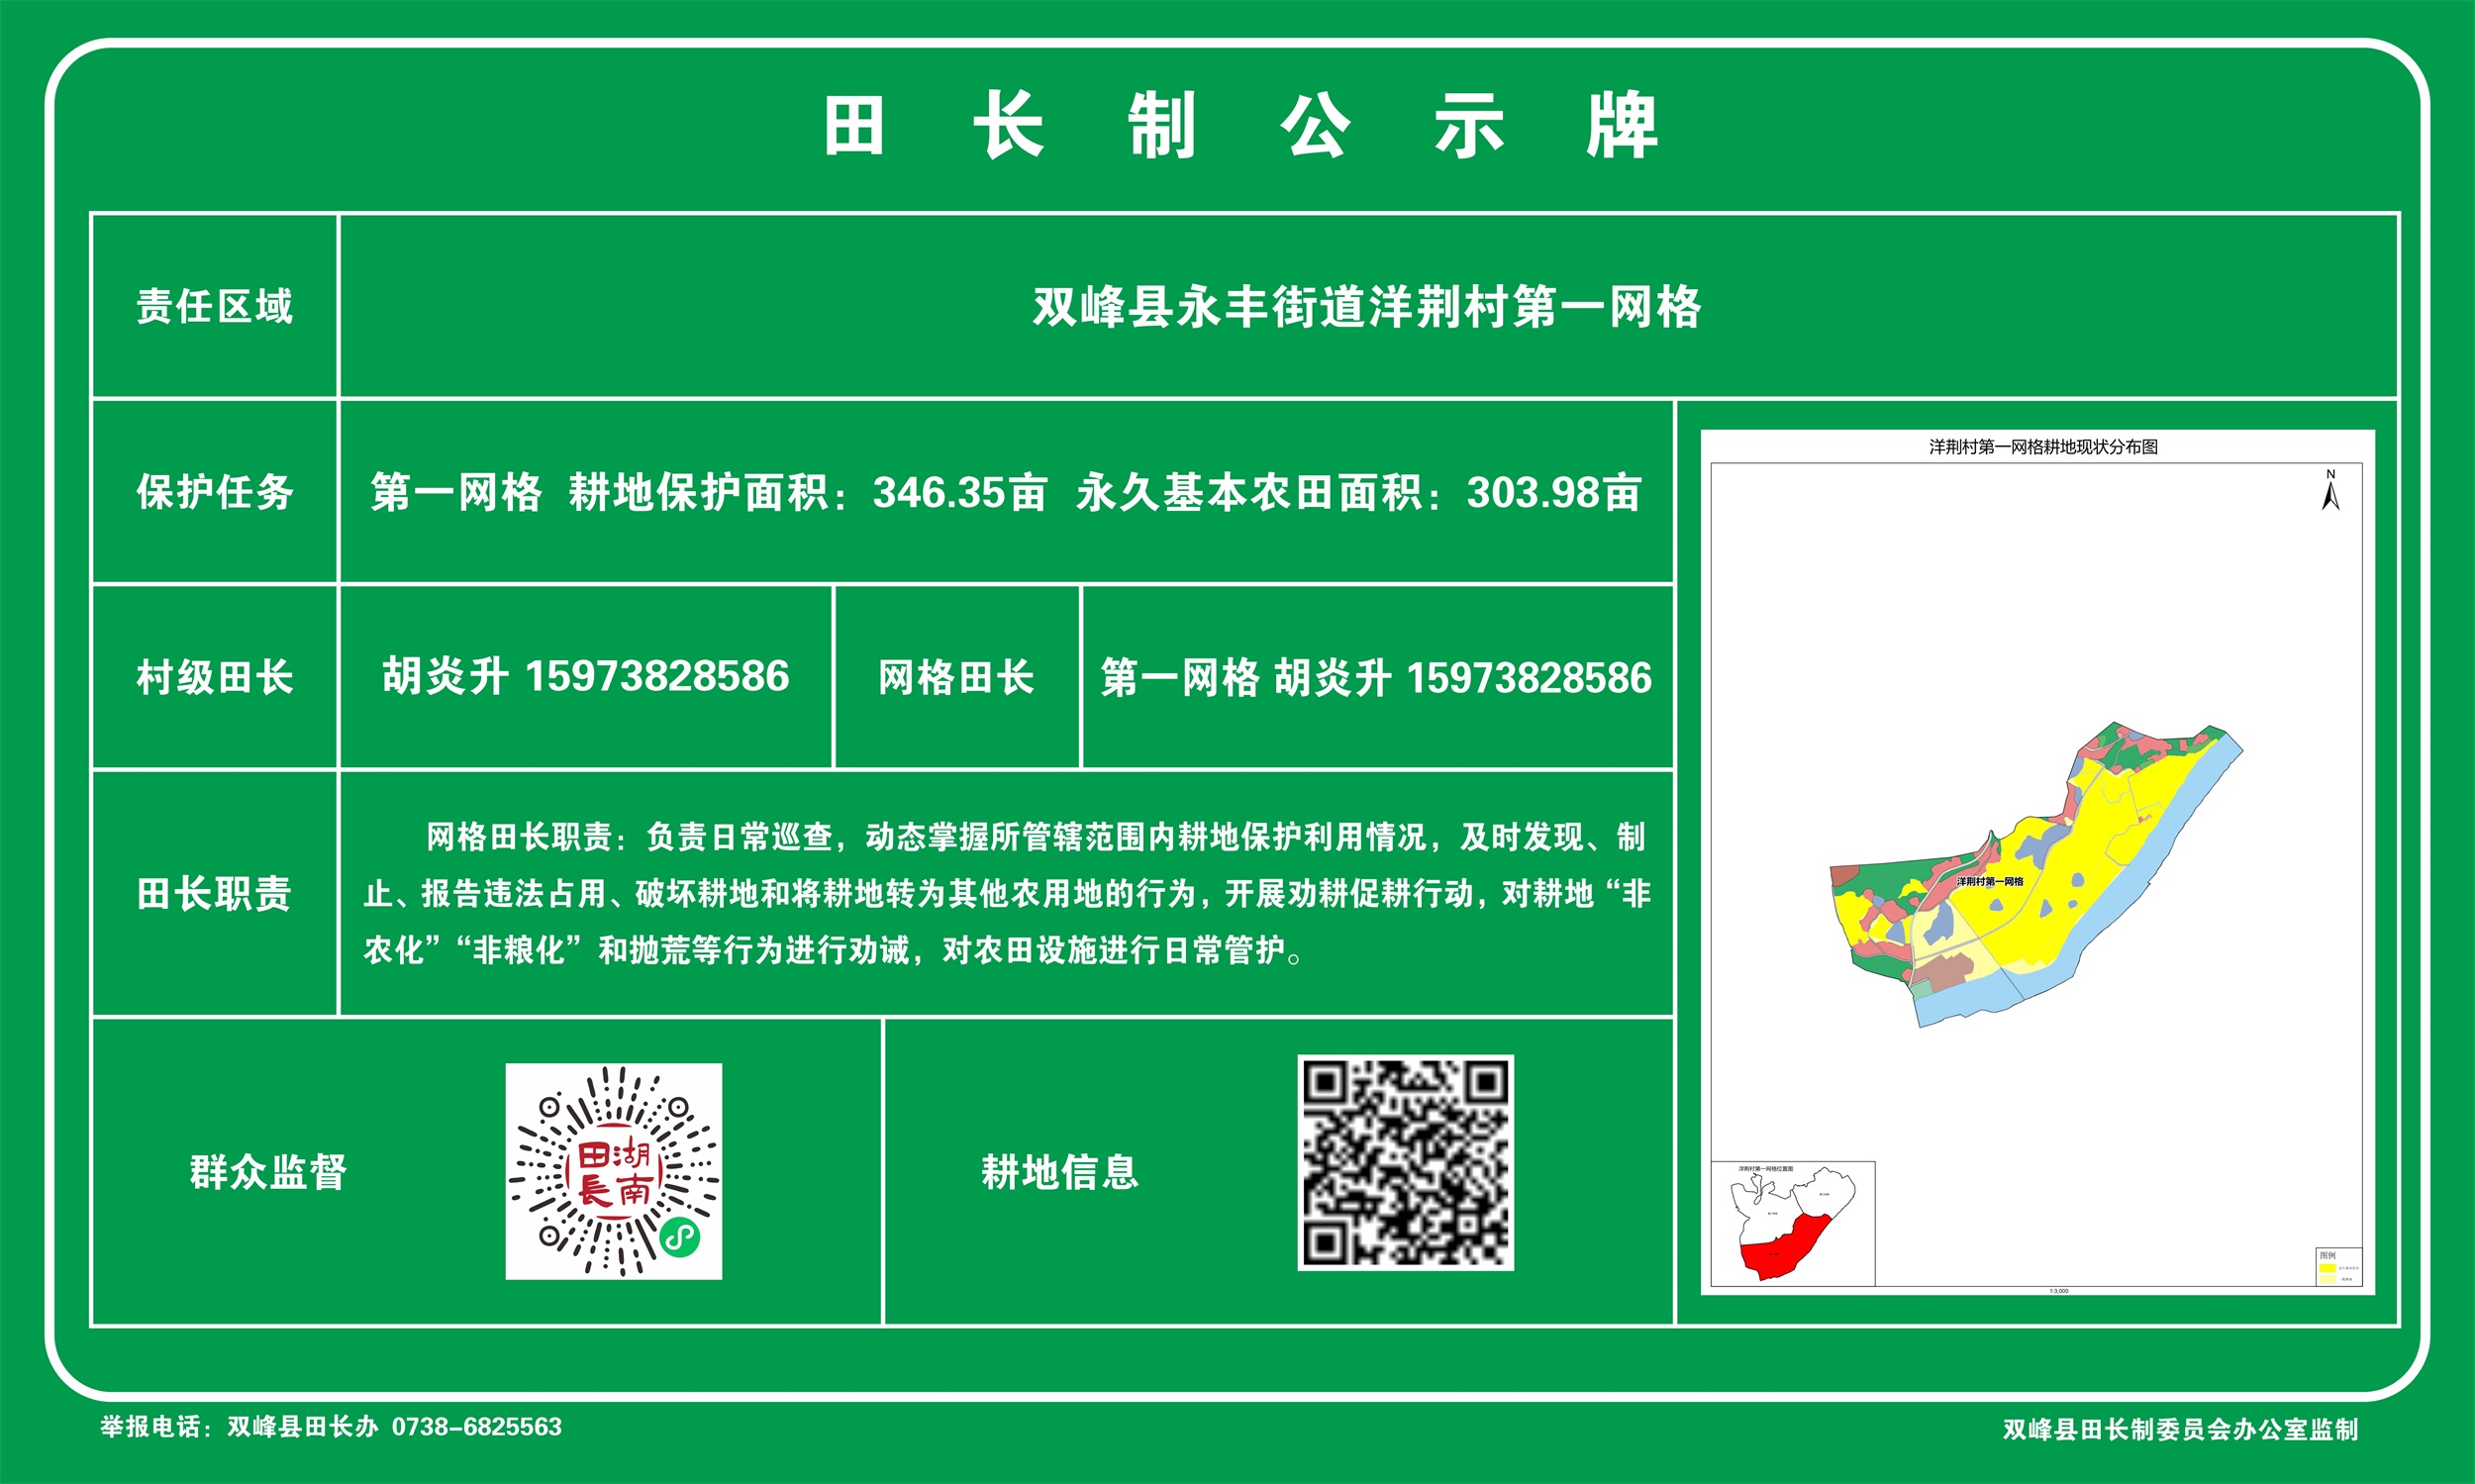 田长制公示牌
责任区域
双峰县永丰街道洋荆村第一网格
保护任务
第一网格 耕地保护面积：346.35亩 永久基本农田面积：303.98亩
村级田长
胡炎升 15973828586
网格田长
第一网格 胡炎升 15973828586
田长职责
网格田长职责：负责日常巡查，动态掌握所管辖范围内耕地保护利用情况，及时发现、制
止、报告违法占用、破坏耕地和将耕地转为其他农用地的行为，开展劝耕促耕行动，对耕地“非
农化”“非粮化”和抛荒等行为进行劝诫，对农田设施进行日常管护。
群众监督
湖南
田長
耕地信息
洋荆村第一网格耕地现状分布图
N
洋荆村第一网格
洋荆村第一网格位置图
图例
1:3,000
举报电话：双峰县田长办 0738-6825563
双峰县田长制委员会办公室监制